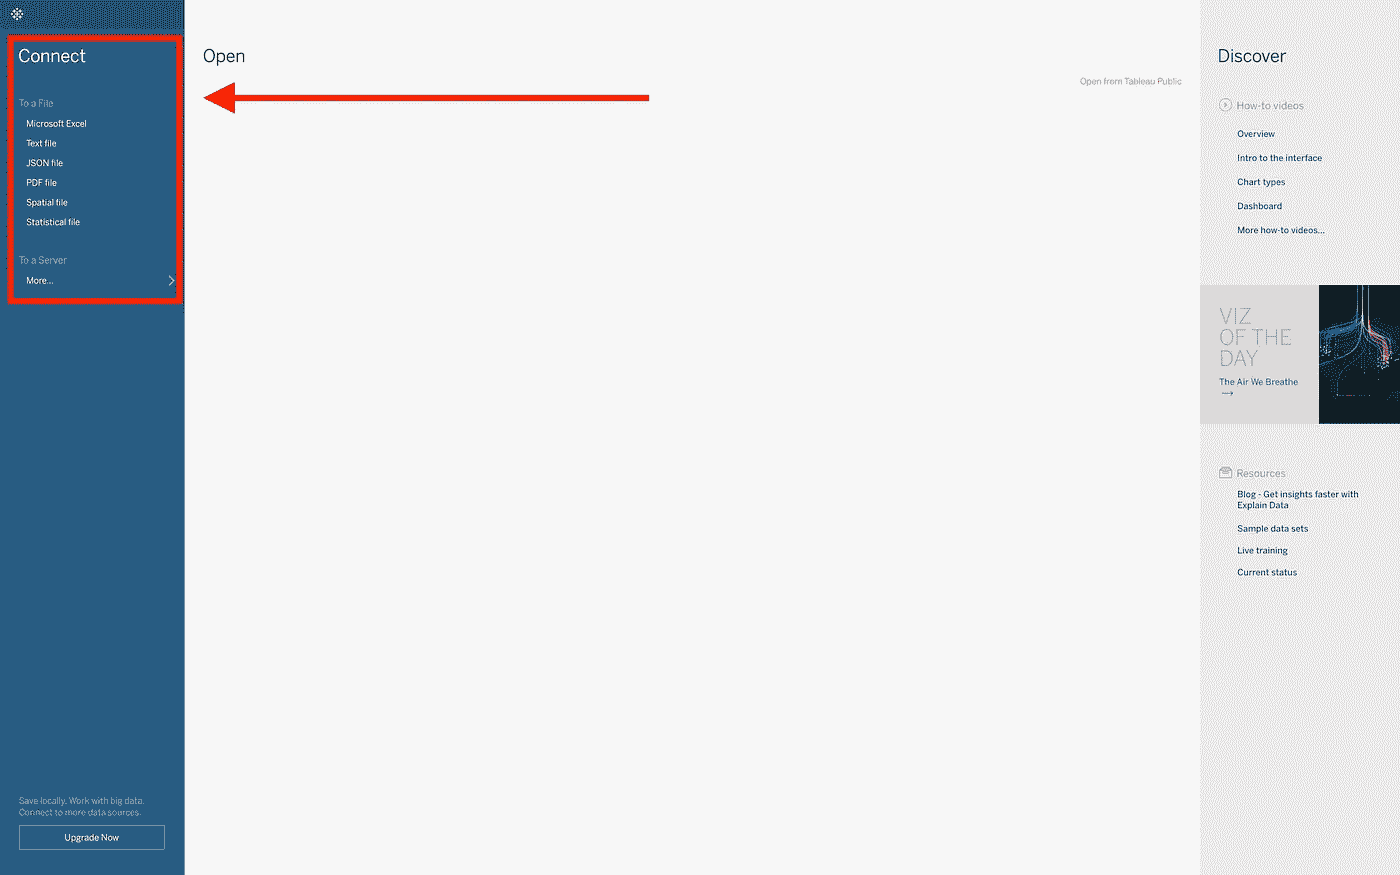 Connect
To a File
Microsoft Excel
Text file
JSON file
PDF file
Spatial file
Statistical file
To a Server
More...
Save locally. Work with big data.
Connect to more data sources.
Upgrade Now
Open
Open from Tableau Public
Discover
How-to videos
Overview
Intro to the interface
Chart types
Dashboard
More how-to videos...
VIZ
OF THE
DAY
The Air We Breathe
Resources
Blog - Get insights faster with
Explain Data
Sample data sets
Live training
Current status